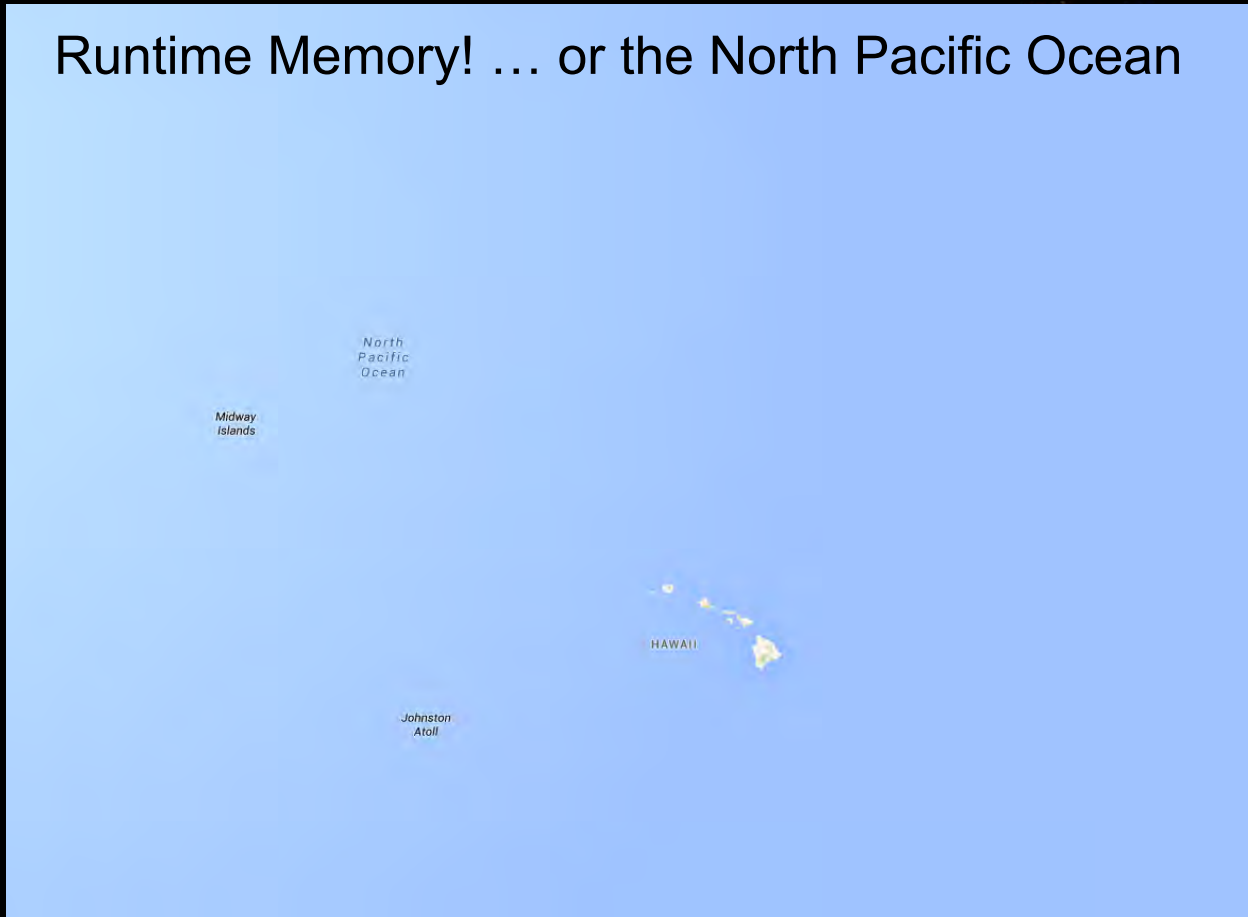 Runtime Memory! … or the North Pacific Ocean
North
Pacific
Ocean
Midway
Islands
HAWAII
Johnston
Atoll